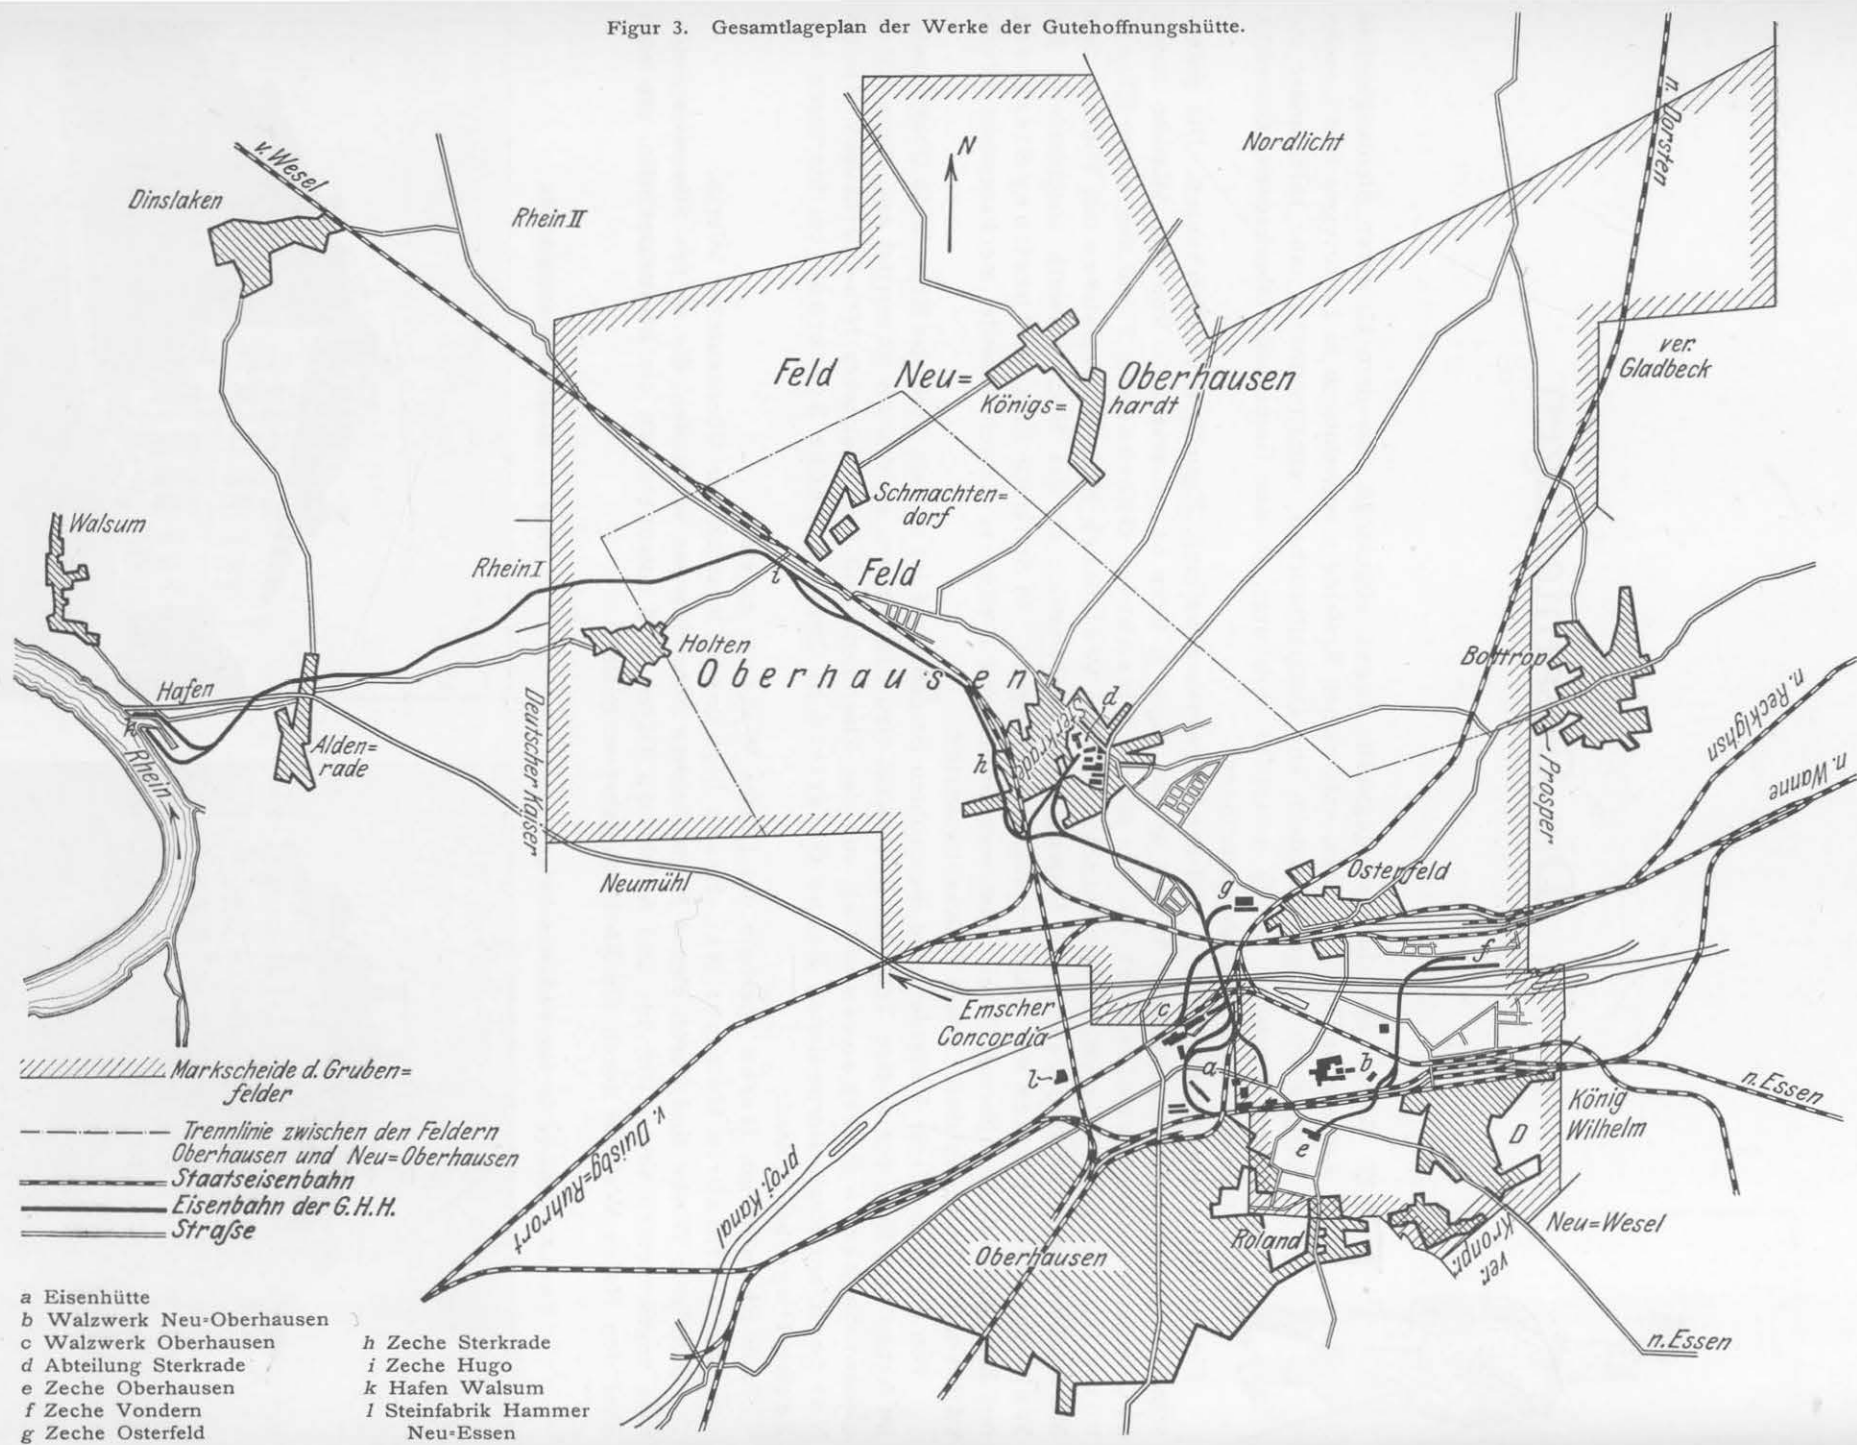 Figur 3. Gesamtlageplan der Werke der Gutehoffnungshütte.
v. Wesel
Dinslaken
Rhein II
N
Nordlicht
n. Dorsten
ver.
Gladbeck
Feld Neu= Oberhausen
Königs= hardt
Schmachten=
dorf
Walsum
Rhein I
i
Feld
Holten
Oberhausen
Bottrop
Hafen
k
Rhein
Alden=
rade
Deutscher Kaiser
Sterkrade
d
h
n. Recklghsn
n. Wanne
Prosper
Neumühl
Osterfeld
g
f
Emscher
Concordia
c
a
b
l
e
D
König
Wilhelm
n. Essen
v. Duisbg=Ruhrort
proj. Kanal
Oberhausen
Roland
ver.
Kronpr.
Neu=Wesel
n. Essen
Markscheide d. Gruben=
felder
Trennlinie zwischen den Feldern
Oberhausen und Neu=Oberhausen
Staatseisenbahn
Eisenbahn der G.H.H.
Straſse
a Eisenhütte
b Walzwerk Neu=Oberhausen
c Walzwerk Oberhausen
d Abteilung Sterkrade
e Zeche Oberhausen
f Zeche Vondern
g Zeche Osterfeld
h Zeche Sterkrade
i Zeche Hugo
k Hafen Walsum
l Steinfabrik Hammer
Neu=Essen